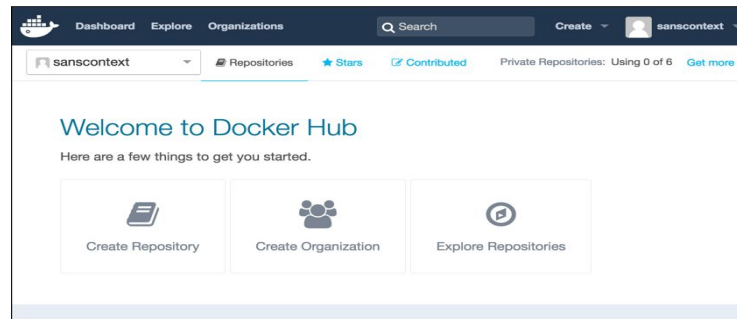 Dashboard Explore Organizations Search Create sanscontext
sanscontext Repositories Stars Contributed Private Repositories: Using 0 of 6 Get more
Welcome to Docker Hub
Here are a few things to get you started.
Create Repository Create Organization Explore Repositories